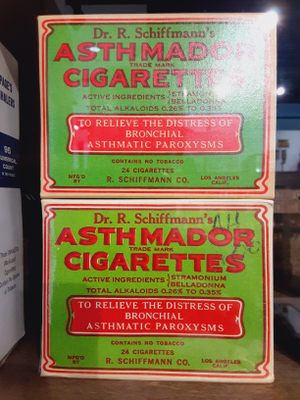 Dr. R. Schiffmann's
ASTHMADOR
TRADE MARK
CIGARETTES
ACTIVE INGREDIENTS { STRAMONIUM
BELLADONNA
TOTAL ALKALOIDS 0.26% TO 0.35%
TO RELIEVE THE DISTRESS OF
BRONCHIAL
ASTHMATIC PAROXYSMS
CONTAINS NO TOBACCO
24 CIGARETTES
MF'G'D BY
R. SCHIFFMANN CO.
LOS ANGELES CALIF.
Dr. R. Schiffmann's
ASTHMADOR
TRADE MARK
CIGARETTES
ACTIVE INGREDIENTS { STRAMONIUM
BELLADONNA
TOTAL ALKALOIDS 0.26% TO 0.35%
TO RELIEVE THE DISTRESS OF
BRONCHIAL
ASTHMATIC PAROXYSMS
CONTAINS NO TOBACCO
24 CIGARETTES
MF'G'D BY
R. SCHIFFMANN CO.
LOS ANGELES CALIF.
96